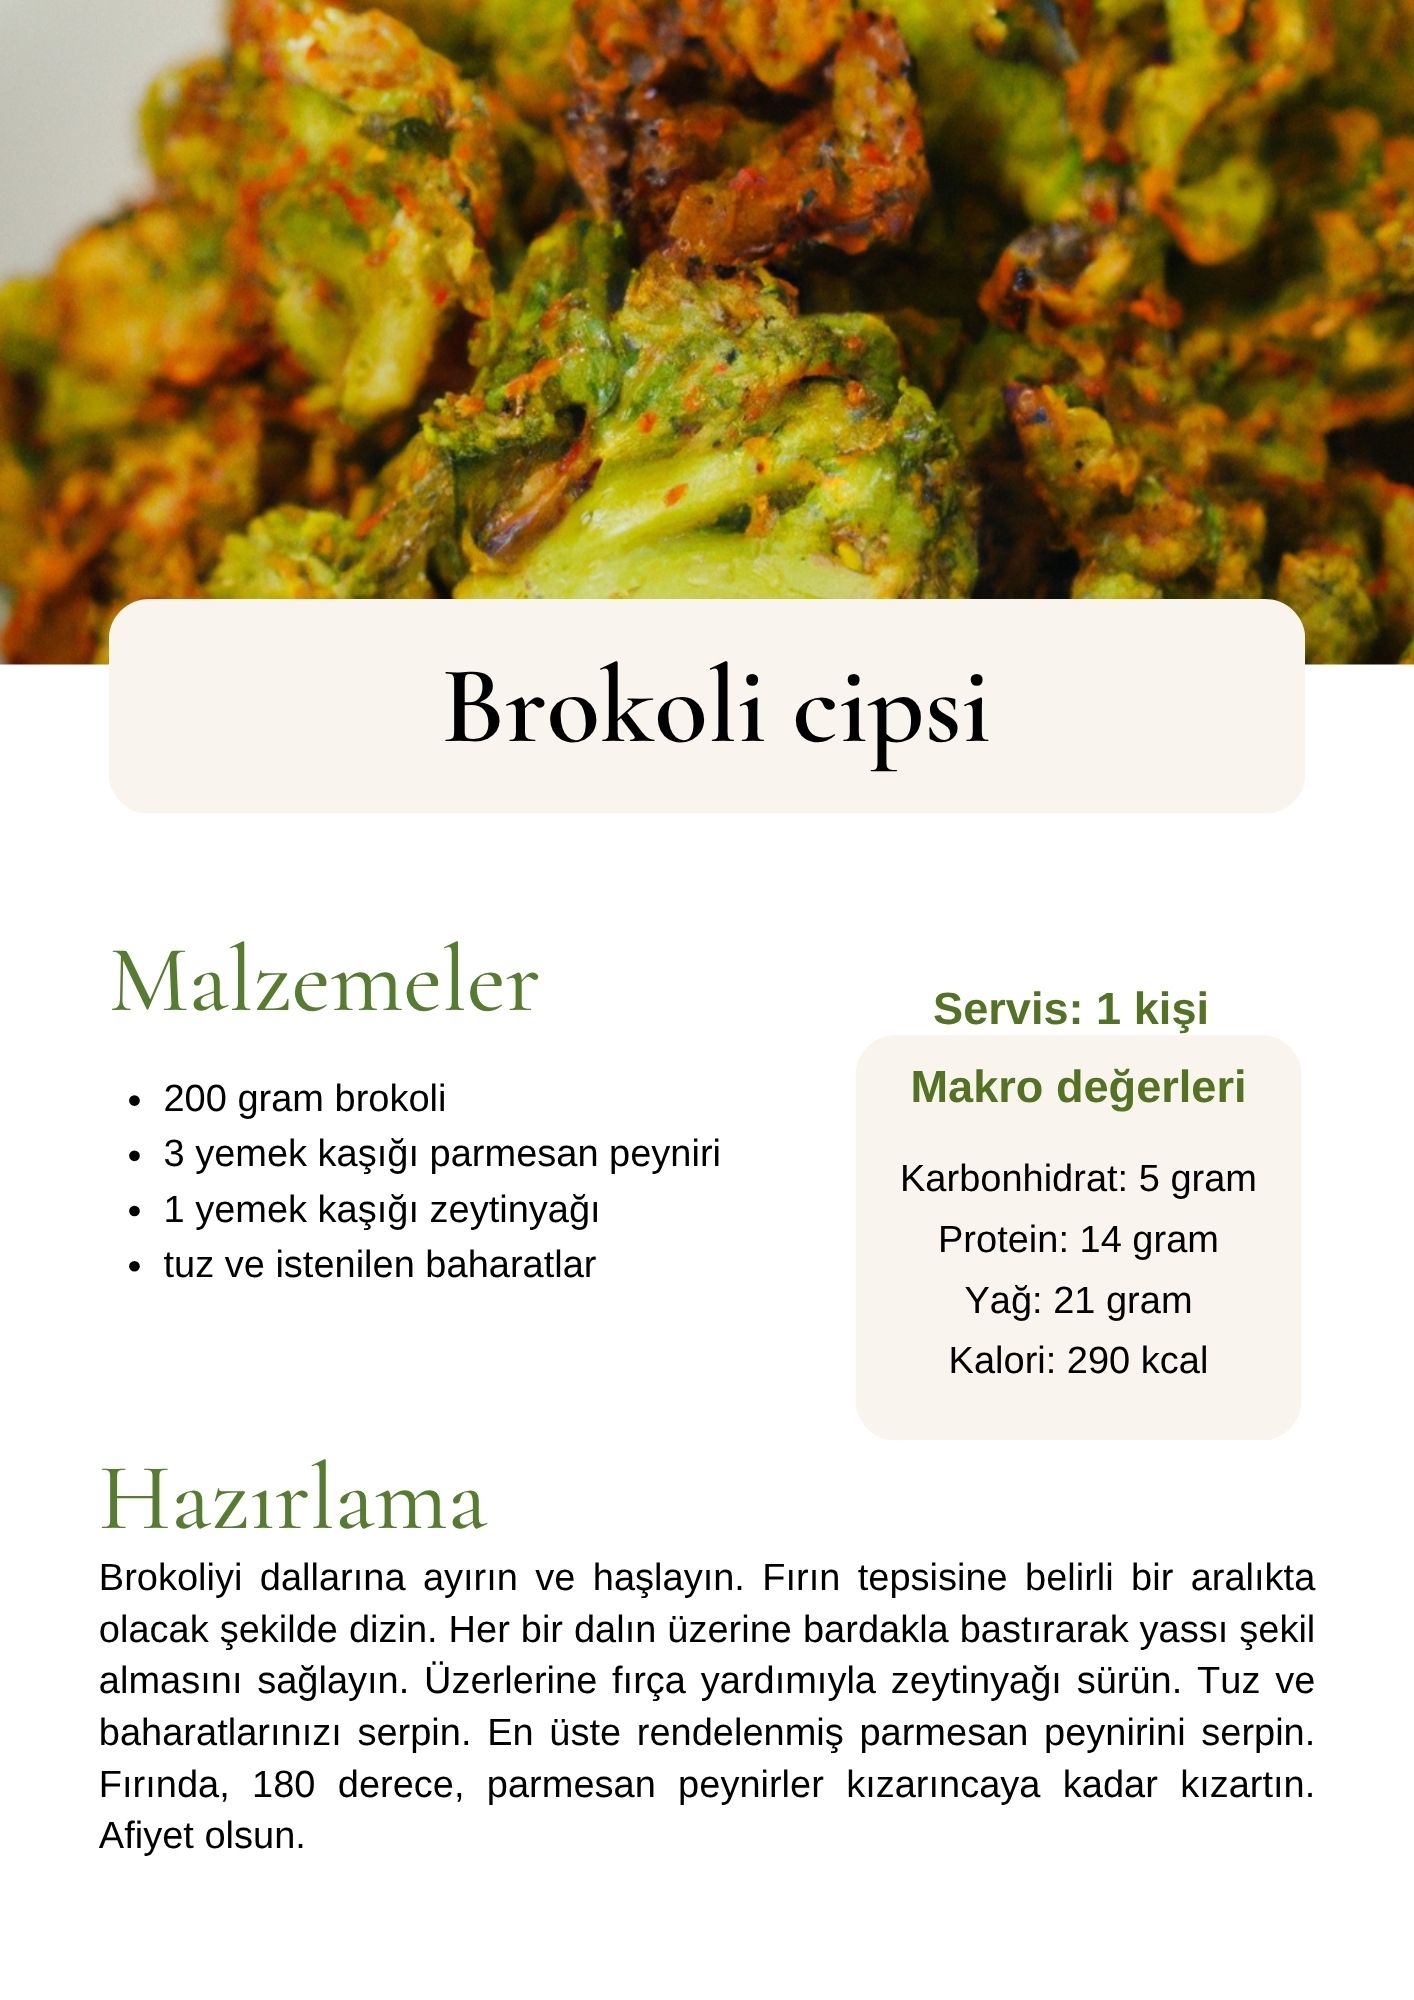 Brokoli cipsi
Malzemeler
200 gram brokoli
3 yemek kaşığı parmesan peyniri
1 yemek kaşığı zeytinyağı
tuz ve istenilen baharatlar
Servis: 1 kişi
Makro değerleri
Karbonhidrat: 5 gram
Protein: 14 gram
Yağ: 21 gram
Kalori: 290 kcal
Hazırlama
Brokoliyi dallarına ayırın ve haşlayın. Fırın tepsisine belirli bir aralıkta
olacak şekilde dizin. Her bir dalın üzerine bardakla bastırarak yassı şekil
almasını sağlayın. Üzerlerine fırça yardımıyla zeytinyağı sürün. Tuz ve
baharatlarınızı serpin. En üste rendelenmiş parmesan peynirini serpin.
Fırında, 180 derece, parmesan peynirler kızarıncaya kadar kızartın.
Afiyet olsun.